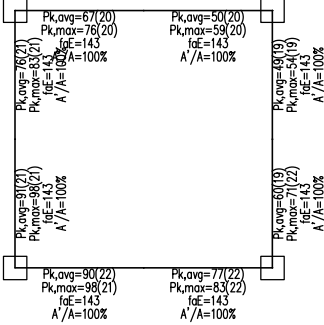 Pk,avg=67(20)
Pk,max=76(20)
faE=143
A'/A=100%
Pk,avg=50(20)
Pk,max=59(20)
faE=143
A'/A=100%
Pk,avg=76(21)
Pk,max=83(21)
faE=143
A'/A=100%
Pk,avg=49(19)
Pk,max=54(19)
faE=143
A'/A=100%
Pk,avg=91(21)
Pk,max=98(21)
faE=143
A'/A=100%
Pk,avg=60(19)
Pk,max=71(22)
faE=143
A'/A=100%
Pk,avg=90(22)
Pk,max=98(21)
faE=143
A'/A=100%
Pk,avg=77(22)
Pk,max=83(22)
faE=143
A'/A=100%